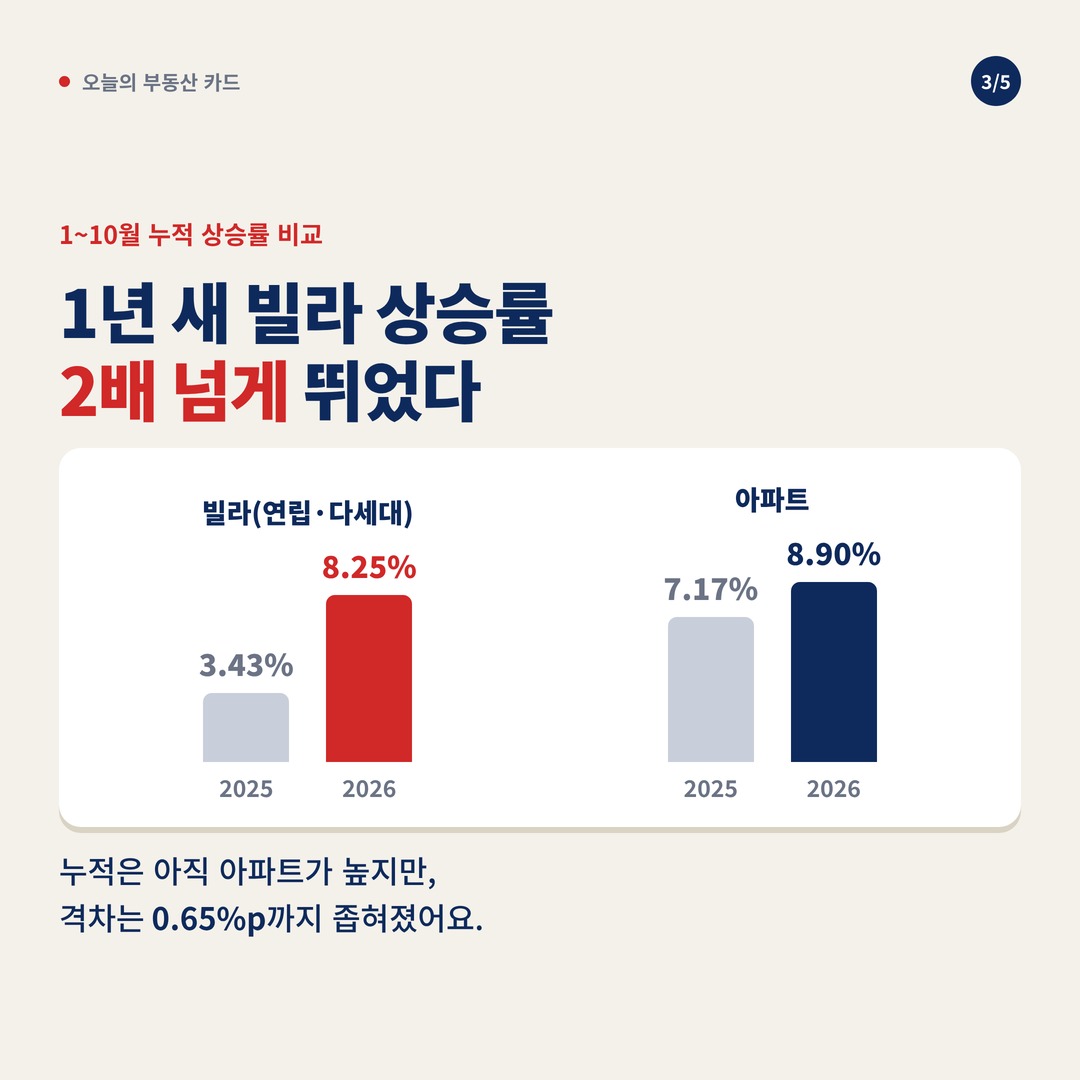 오늘의 부동산 카드
3/5
1~10월 누적 상승률 비교
1년 새 빌라 상승률
2배 넘게 뛰었다
빌라(연립·다세대)
3.43%
8.25%
2025
2026
아파트
7.17%
8.90%
2025
2026
누적은 아직 아파트가 높지만,
격차는 0.65%p까지 좁혀졌어요.